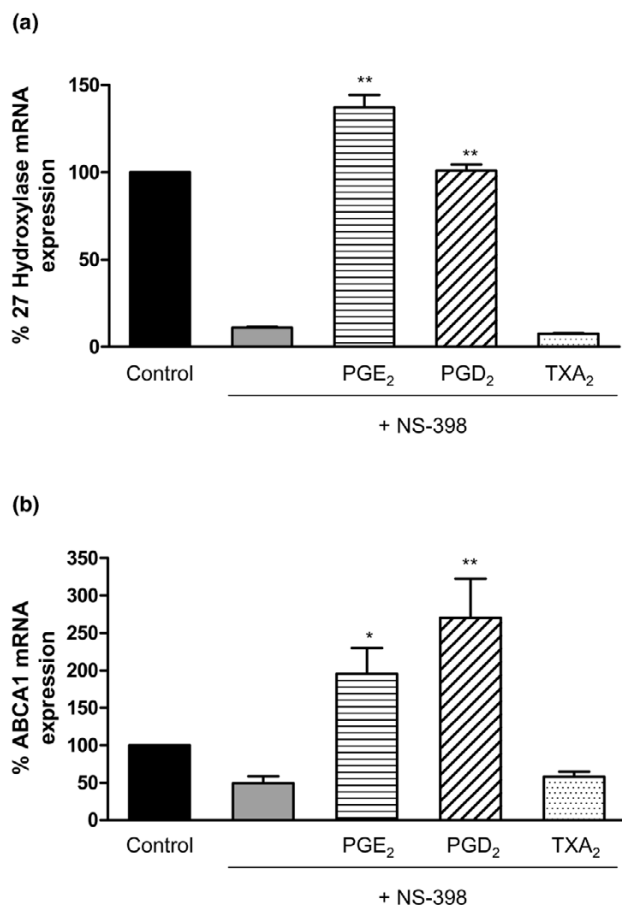 (a)
% 27 Hydroxylase mRNA
expression
150
100
50
0
**
**
Control
PGE₂
PGD₂
TXA₂
+ NS-398
(b)
% ABCA1 mRNA
expression
350
300
250
200
150
100
50
0
*
**
Control
PGE₂
PGD₂
TXA₂
+ NS-398